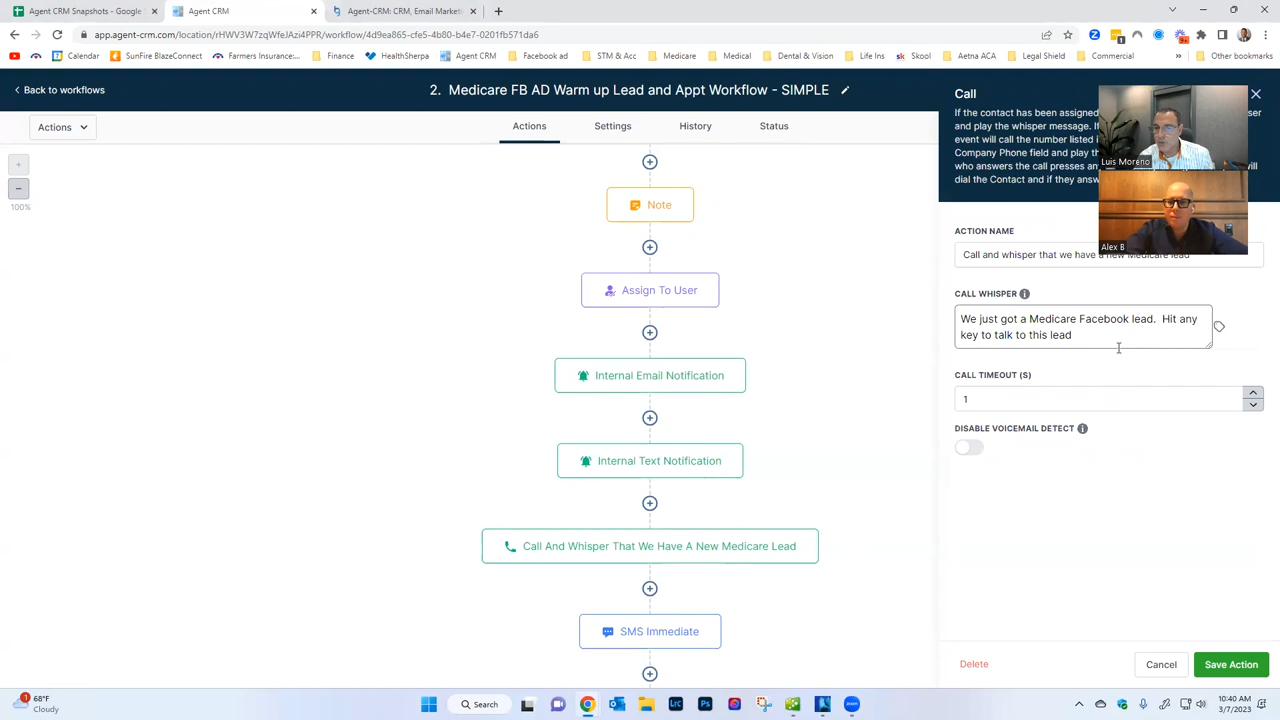 Agent CRM Snapshots - Google
Agent CRM
Agent-CRM: CRM, Email Marketi
app.agent-crm.com/location/rHWV3W7zqWfeJAzi4PPR/workflow/4d9ea865-cfe5-4b80-b4e7-0201fb571da6
Calendar
SunFire BlazeConnect
Farmers Insurance:...
Finance
HealthSherpa
Agent CRM
Facebook ad
STM & Acc
Medicare
Medical
Dental & Vision
Life Ins
sk Skool
Aetna ACA
Legal Shield
Commercial
Other bookmarks
Back to workflows
2. Medicare FB AD Warm up Lead and Appt Workflow - SIMPLE
Actions
Actions
Settings
History
Status
100%
Note
Assign To User
Internal Email Notification
Internal Text Notification
Call And Whisper That We Have A New Medicare Lead
SMS Immediate
Call
If the contact has been assigned
and play the whisper message. If
event will call the number listed i
Company Phone field and play th
who answers the call presses an
dial the Contact and if they answ
ser
will
Luis Moreno
Alex B
ACTION NAME
Call and whisper that we have a new Medicare lead
CALL WHISPER
We just got a Medicare Facebook lead. Hit any
key to talk to this lead
CALL TIMEOUT (S)
1
DISABLE VOICEMAIL DETECT
Delete
Cancel
Save Action
1
68°F
Cloudy
Search
10:40 AM
3/7/2023